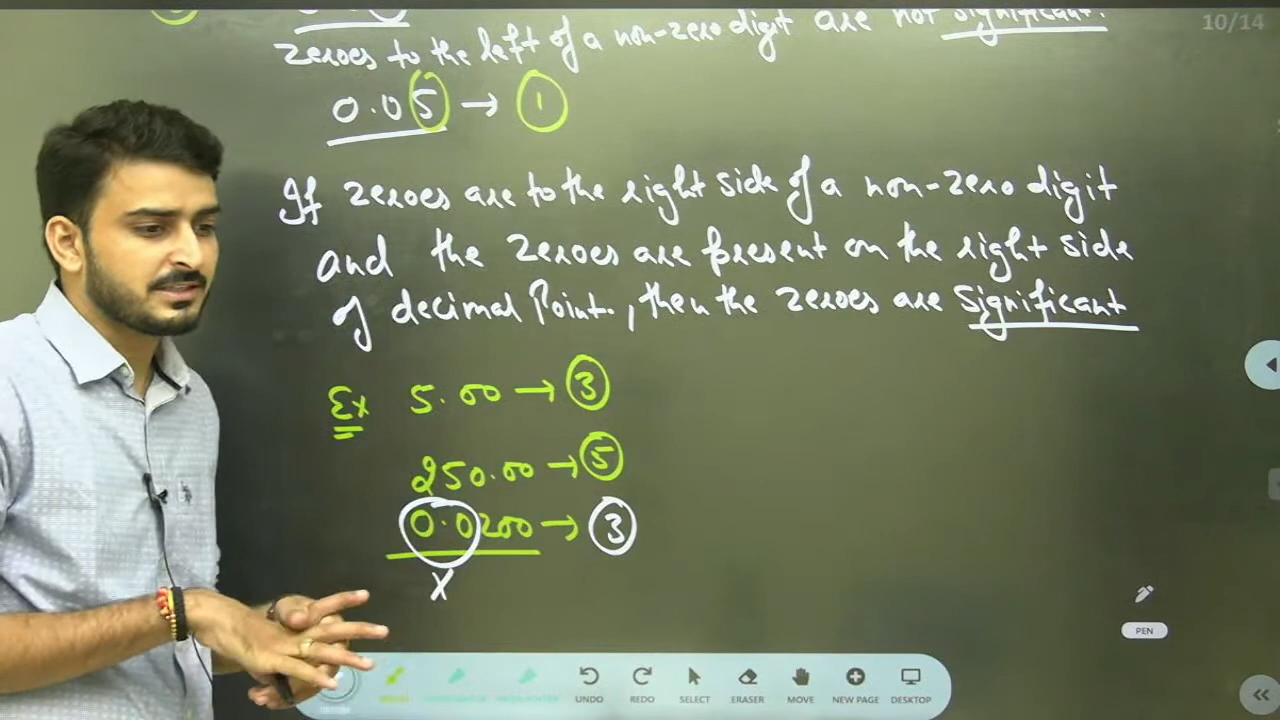 10/14
zeroes to the left of a non-zero digit are not significant.
0.05 → 1
If zeroes are to the right side of a non-zero digit
and the zeroes are present on the right side
of decimal Point, then the zeroes are significant
Ex 5.00 → 3
250.00 → 5
0.0200 → 3
X
PEN
UNDO REDO SELECT ERASER MOVE NEW PAGE DESKTOP